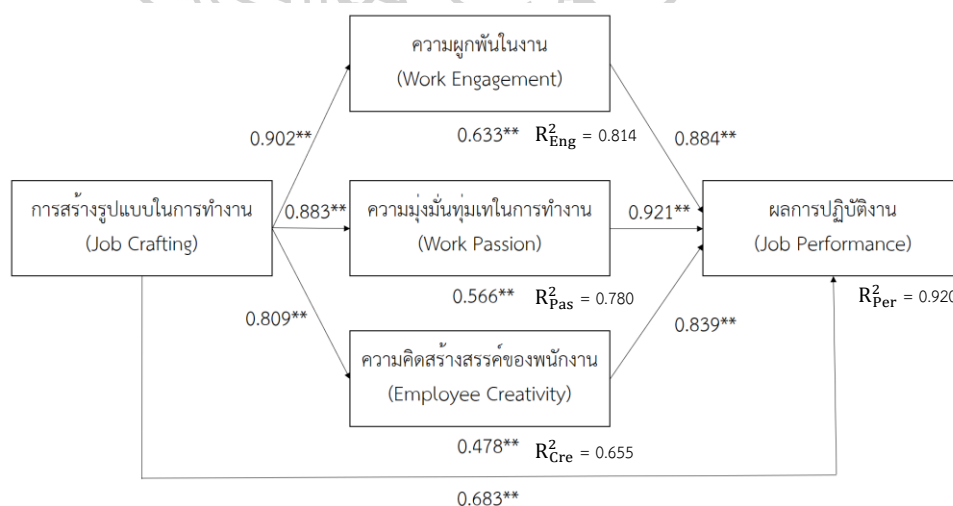 ความผูกพันในงาน
(Work Engagement)
0.902**
0.633** R²Eng = 0.814
0.884**
การสร้างรูปแบบในการทำงาน
(Job Crafting)
0.883**
ความมุ่งมั่นทุ่มเทในการทำงาน
(Work Passion)
0.921**
ผลการปฏิบัติงาน
(Job Performance)
0.566** R²Pas = 0.780
R²Per = 0.920
0.809**
0.839**
ความคิดสร้างสรรค์ของพนักงาน
(Employee Creativity)
0.478** R²Cre = 0.655
0.683**